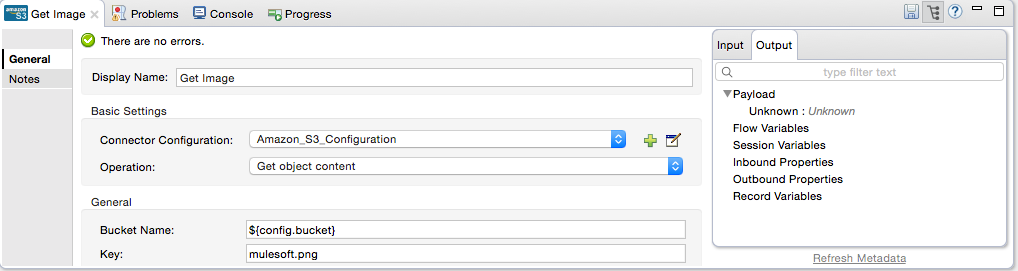 amazon S3 Get Image Problems Console Progress
There are no errors.
General
Notes
Display Name: Get Image
Basic Settings
Connector Configuration: Amazon_S3_Configuration
Operation: Get object content
General
Bucket Name: ${config.bucket}
Key: mulesoft.png
Input Output
type filter text
Payload
Unknown : Unknown
Flow Variables
Session Variables
Inbound Properties
Outbound Properties
Record Variables
Refresh Metadata